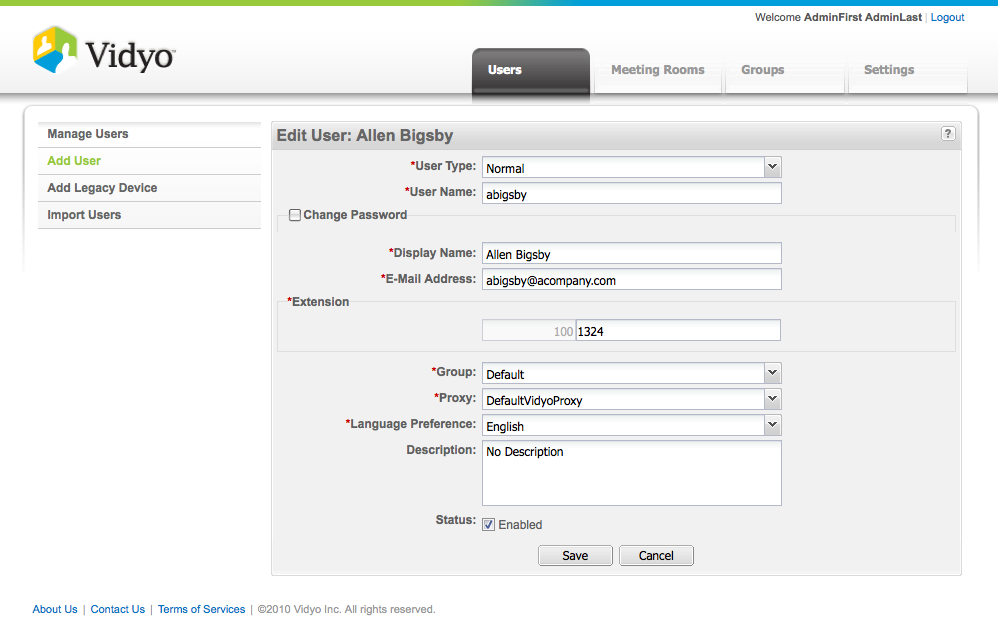 Welcome AdminFirst AdminLast | Logout
Vidyo™
Users Meeting Rooms Groups Settings
Manage Users
Add User
Add Legacy Device
Import Users
Edit User: Allen Bigsby ?
*User Type: Normal
*User Name: abigsby
Change Password
*Display Name: Allen Bigsby
*E-Mail Address: abigsby@acompany.com
*Extension
100 1324
*Group: Default
*Proxy: DefaultVidyoProxy
*Language Preference: English
Description: No Description
Status: Enabled
Save Cancel
About Us | Contact Us | Terms of Services | ©2010 Vidyo Inc. All rights reserved.